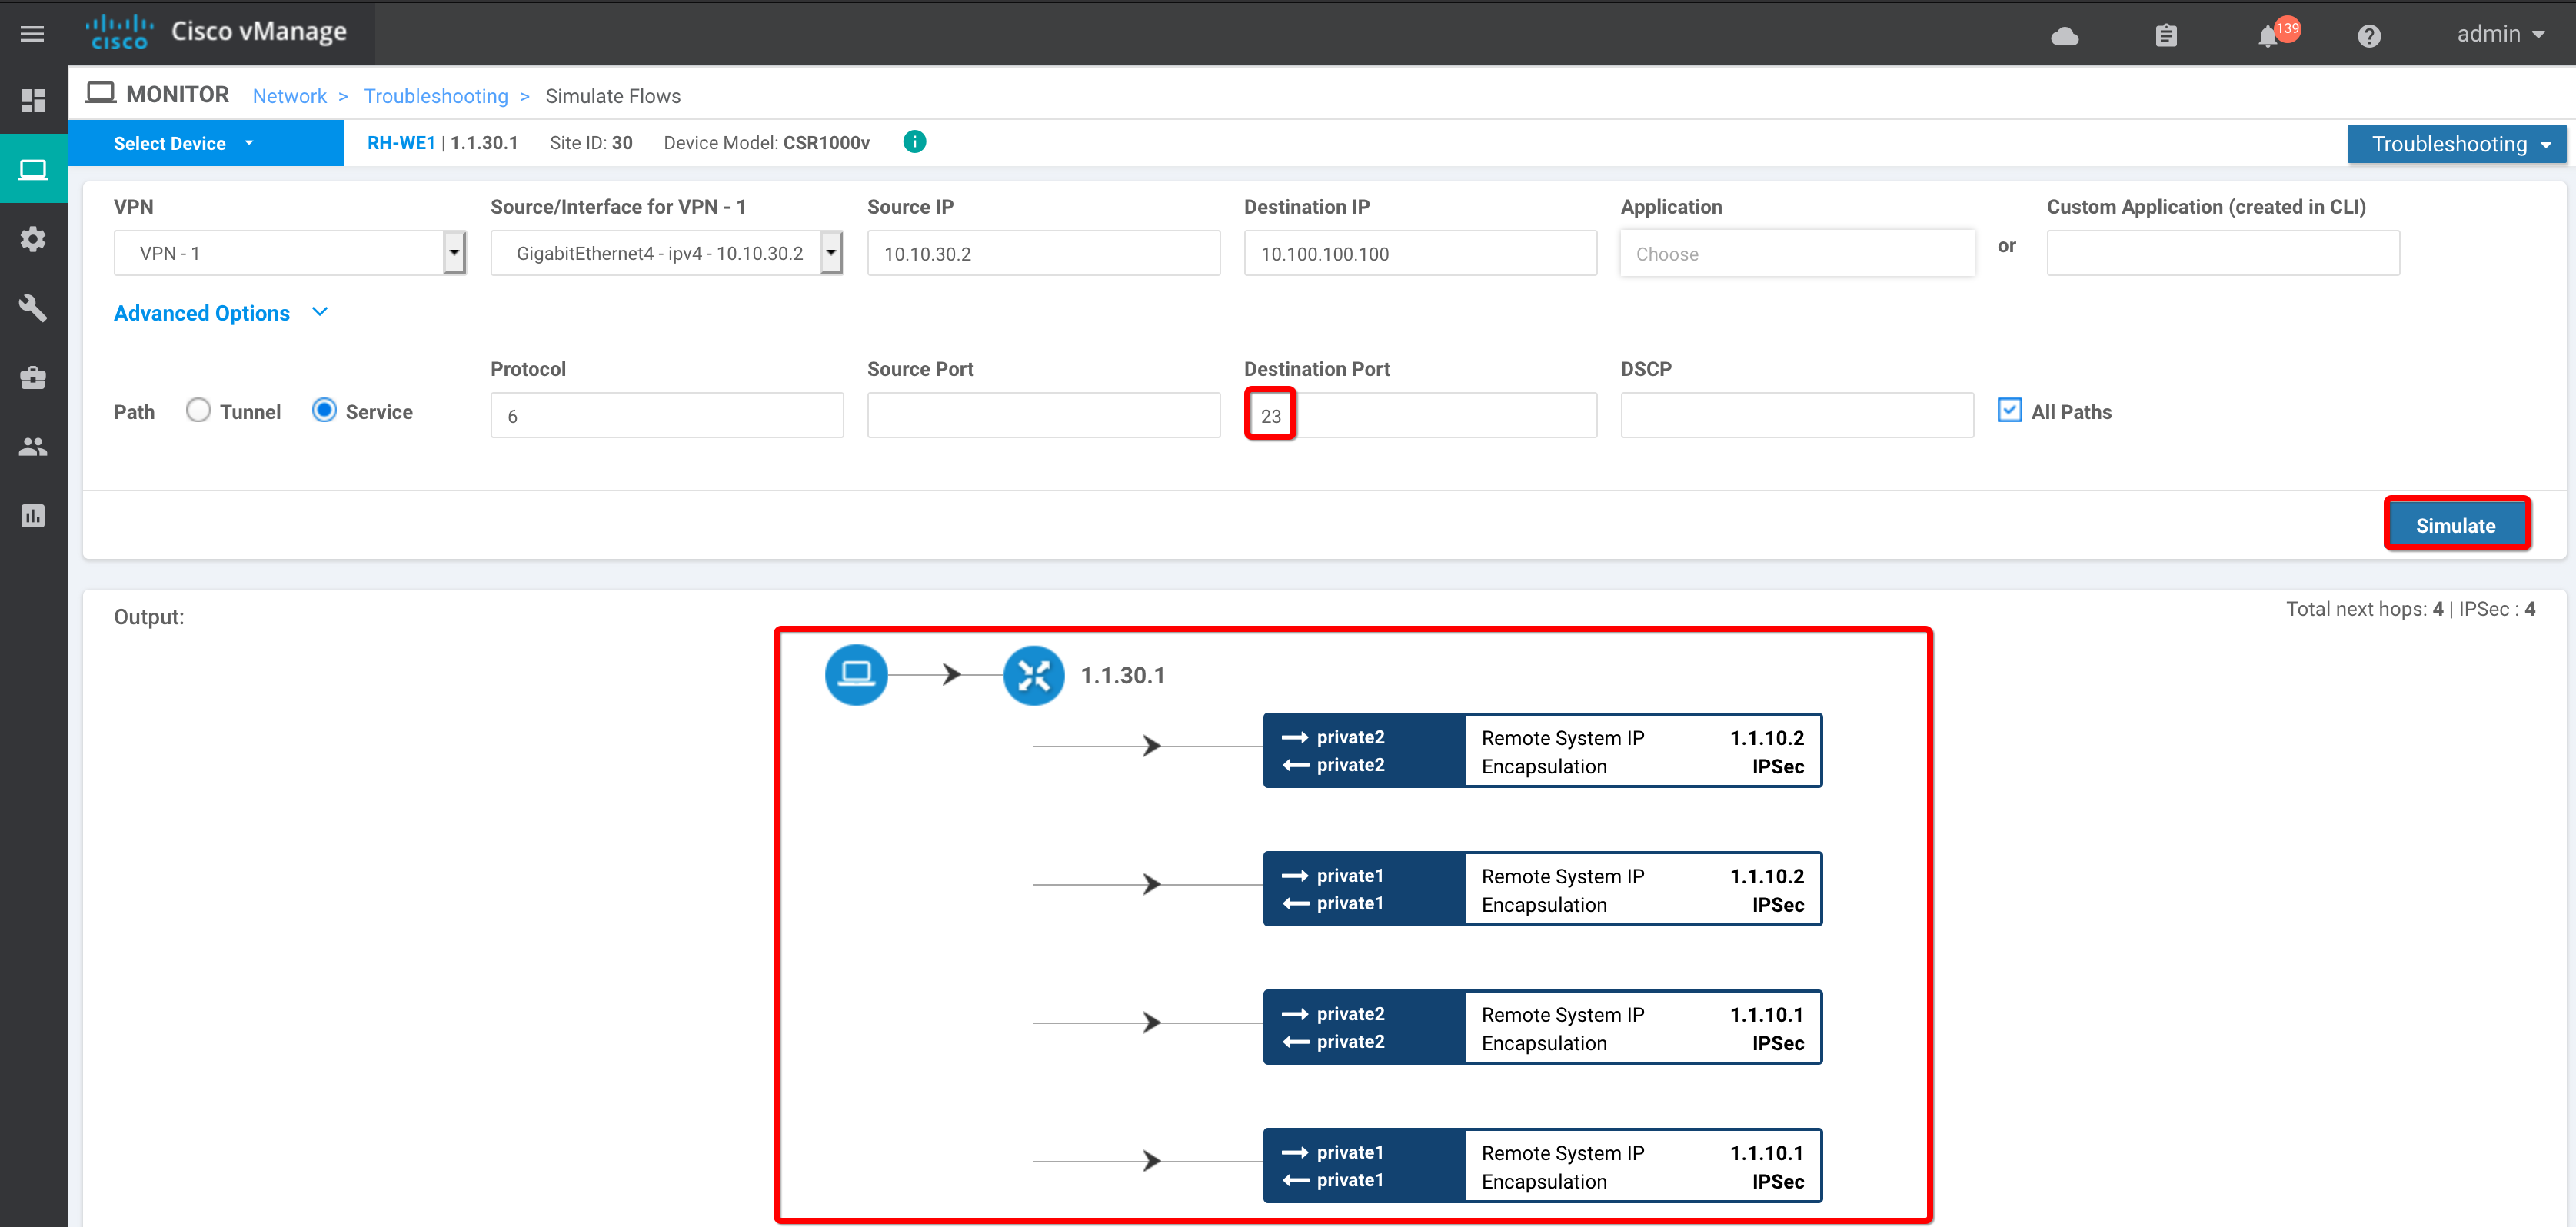 cisco Cisco vManage
139
admin
MONITOR Network > Troubleshooting > Simulate Flows
Select Device
RH-WE1 | 1.1.30.1 Site ID: 30 Device Model: CSR1000v i
Troubleshooting
VPN Source/Interface for VPN - 1 Source IP Destination IP Application Custom Application (created in CLI)
VPN - 1 GigabitEthernet4 - ipv4 - 10.10.30.2 10.10.30.2 10.100.100.100 Choose or
Advanced Options
Protocol Source Port Destination Port DSCP
Path Tunnel Service 6 23 All Paths
Simulate
Output:
Total next hops: 4 | IPSec : 4
1.1.30.1
private2 Remote System IP 1.1.10.2
private2 Encapsulation IPSec
private1 Remote System IP 1.1.10.2
private1 Encapsulation IPSec
private2 Remote System IP 1.1.10.1
private2 Encapsulation IPSec
private1 Remote System IP 1.1.10.1
private1 Encapsulation IPSec